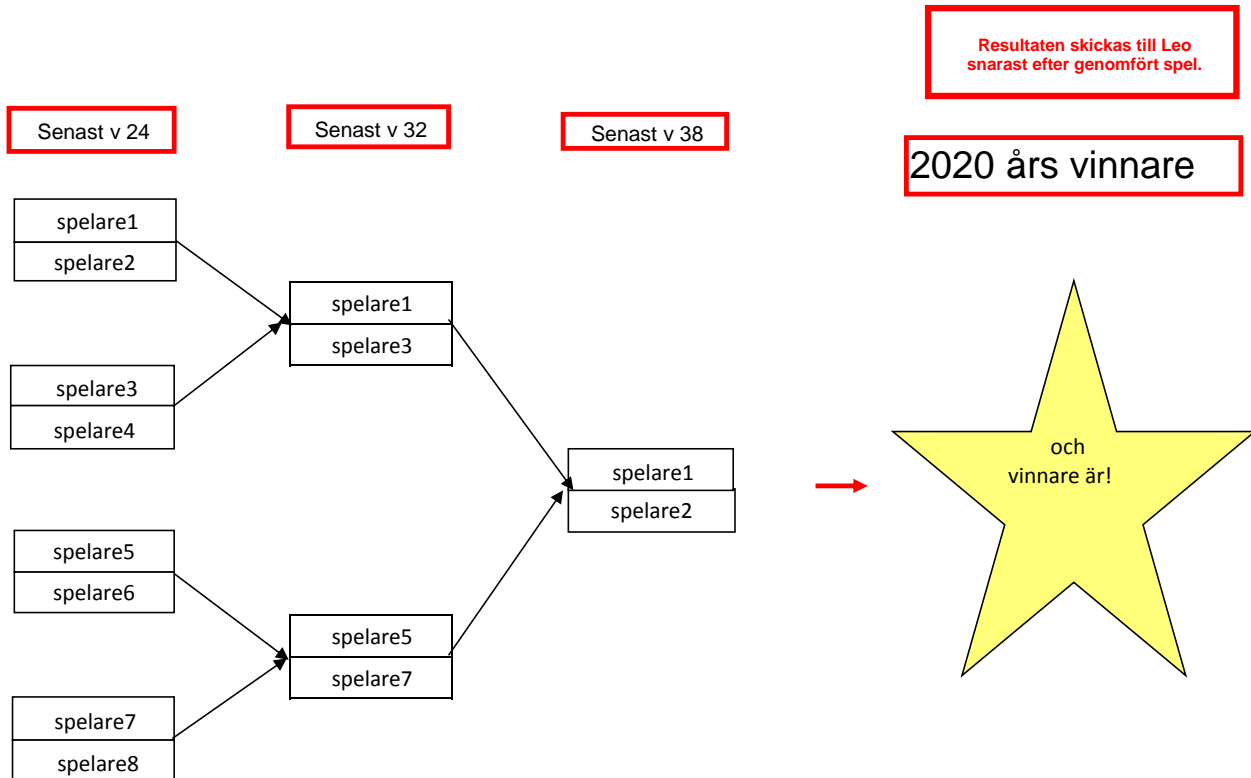 Resultaten skickas till Leo
snarast efter genomfört spel.
Senast v 24
Senast v 32
Senast v 38
2020 års vinnare
spelare1
spelare2
spelare3
spelare4
spelare5
spelare6
spelare7
spelare8
spelare1
spelare3
spelare5
spelare7
spelare1
spelare2
och
vinnare är!